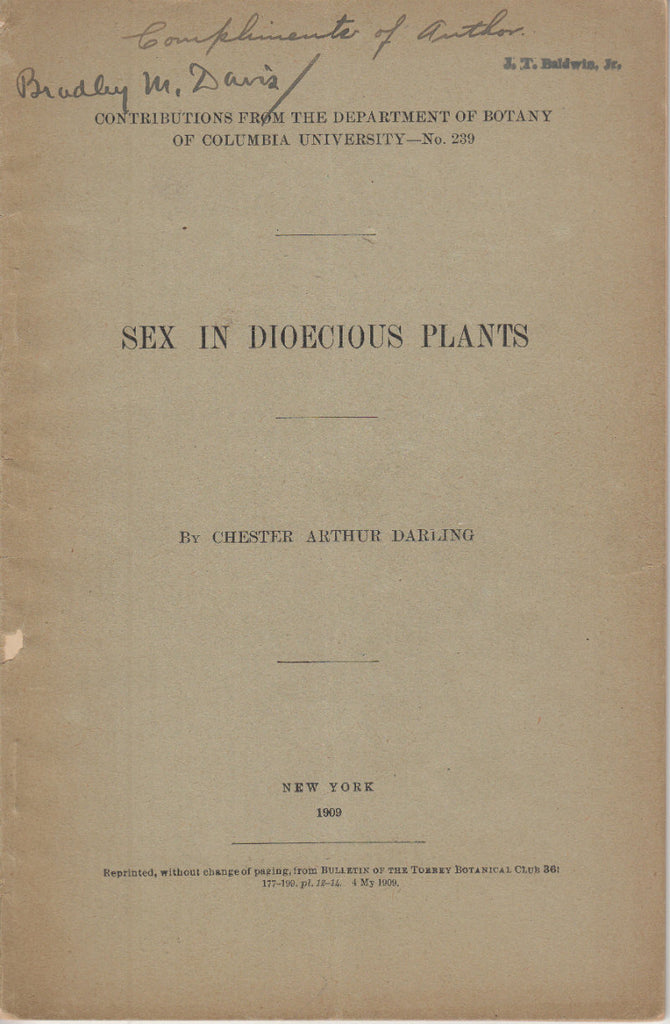 Compliments of Author.
J. T. Baldwin, Jr.
Bradley M. Davis
CONTRIBUTIONS FROM THE DEPARTMENT OF BOTANY
OF COLUMBIA UNIVERSITY—No. 239
SEX IN DIOECIOUS PLANTS
By CHESTER ARTHUR DARLING
NEW YORK
1909
Reprinted, without change of paging, from BULLETIN OF THE TORREY BOTANICAL CLUB 36:
177–199. pl. 12–14. 4 My 1909.